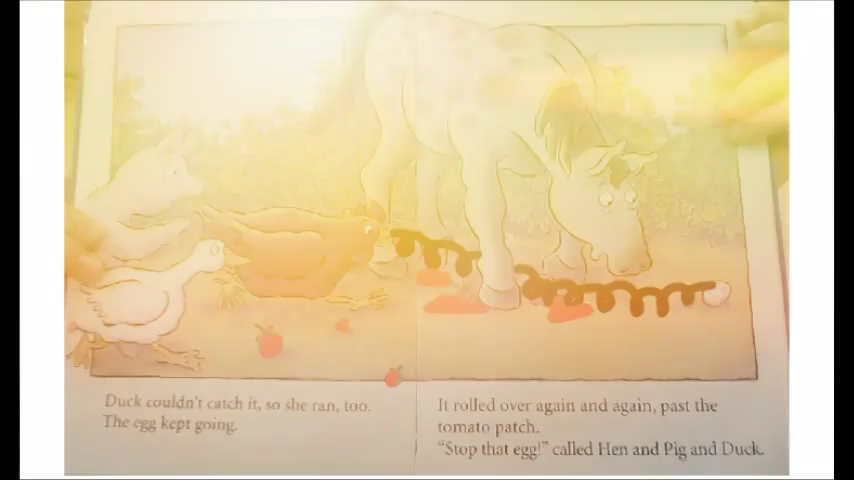 Duck couldn't catch it, so she ran, too.
The egg kept going.
It rolled over again and again, past the
tomato patch.
"Stop that egg!" called Hen and Pig and Duck.